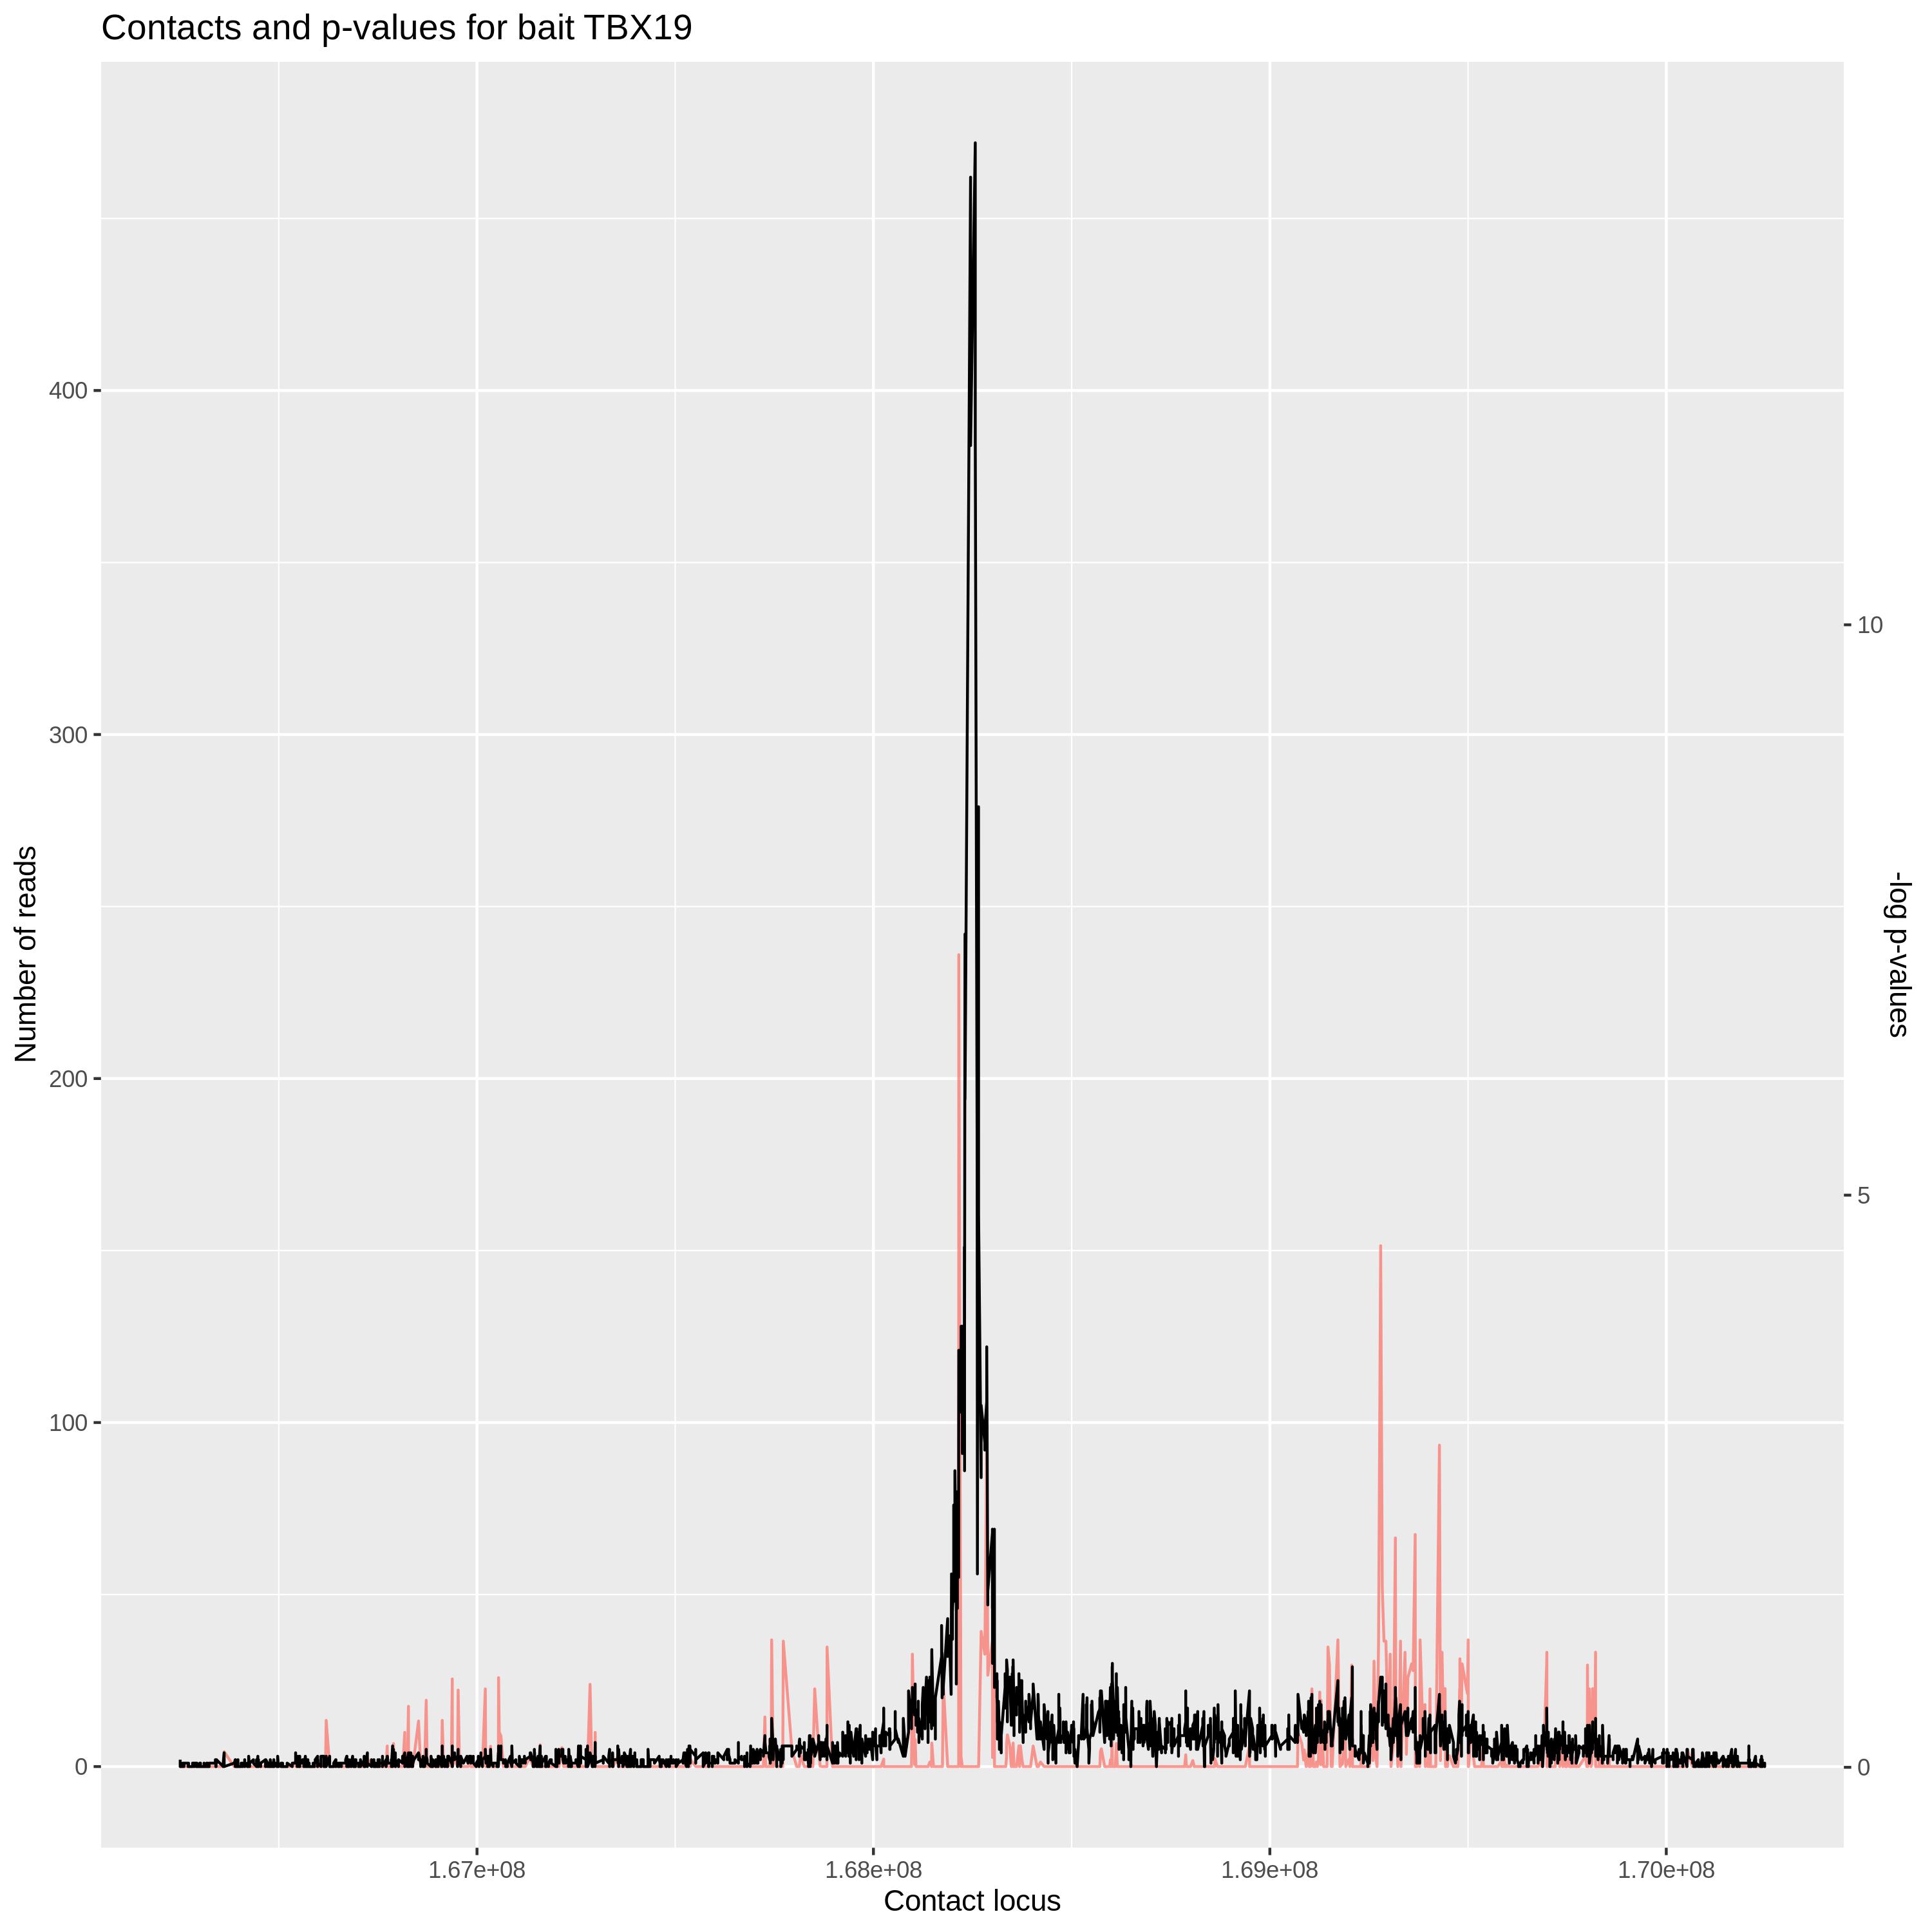 Contacts and p-values for bait TBX19
Number of reads
400
300
200
100
0
10
5
0
-log p-values
1.67e+08
1.68e+08
1.69e+08
1.70e+08
Contact locus